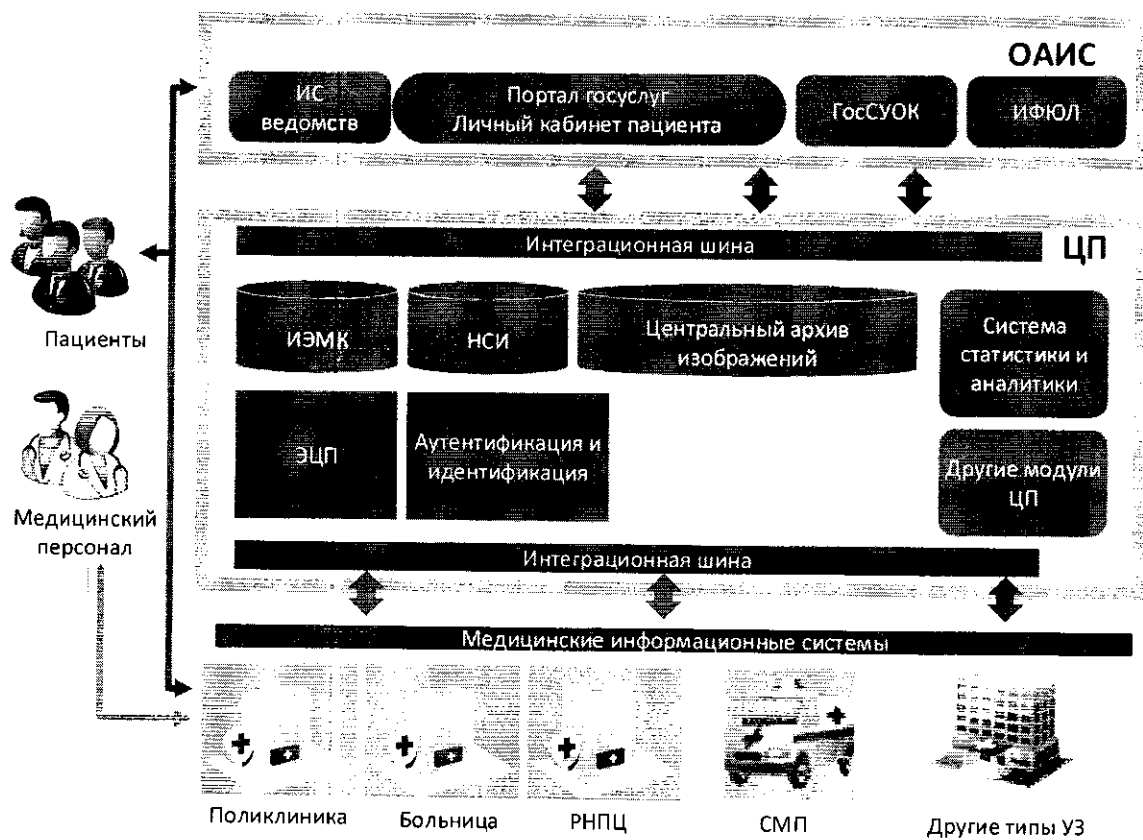 ОАИС
ИС
ведомств
Портал госуслуг
Личный кабинет пациента
ГосСУОК
ИФЮЛ
Интеграционная шина
ЦП
Пациенты
ИЭМК
НСИ
Центральный архив
изображений
Система
статистики и
аналитики
ЭЦП
Аутентификация и
идентификация
Другие модули
ЦП
Медицинский
персонал
Интеграционная шина
Медицинские информационные системы
Поликлиника
Больница
РНПЦ
СМП
Другие типы УЗ